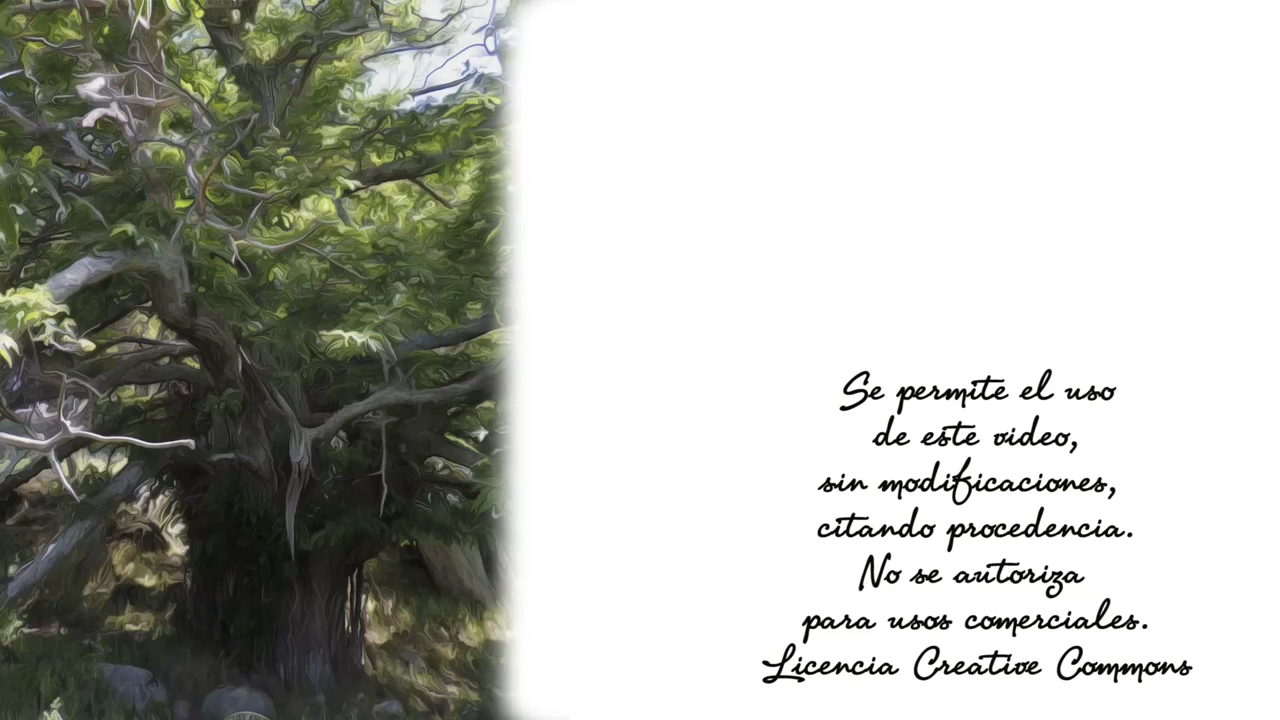 Se permite el uso
de este video,
sin modificaciones,
citando procedencia.
No se autoriza
para usos comerciales.
Licencia Creative Commons